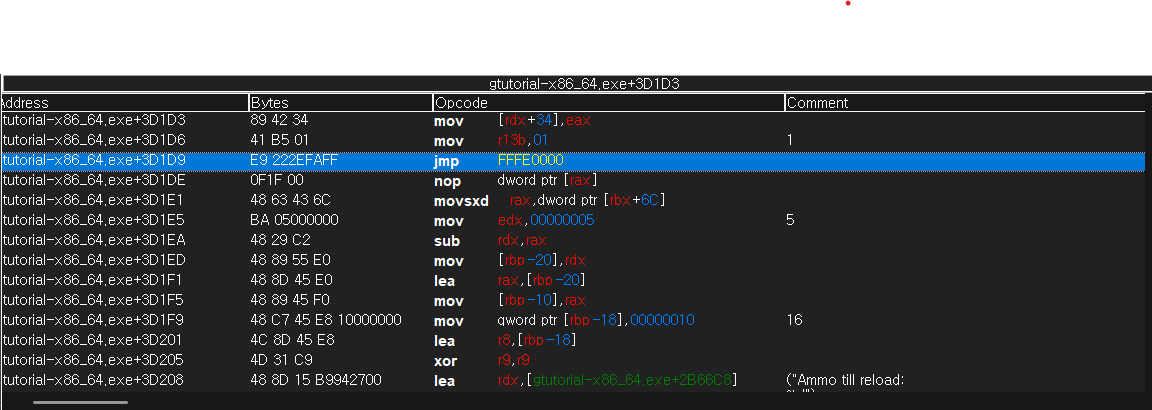 gtutorial-x86_64.exe+3D1D3
Address Bytes Opcode Comment
tutorial-x86_64.exe+3D1D3 89 42 34 mov [rdx+34],eax
tutorial-x86_64.exe+3D1D6 41 B5 01 mov r13b,01 1
tutorial-x86_64.exe+3D1D9 E9 222EFAFF jmp FFFE0000
tutorial-x86_64.exe+3D1DE 0F1F 00 nop dword ptr [rax]
tutorial-x86_64.exe+3D1E1 48 63 43 6C movsxd rax,dword ptr [rbx+6C]
tutorial-x86_64.exe+3D1E5 BA 05000000 mov edx,00000005 5
tutorial-x86_64.exe+3D1EA 48 29 C2 sub rdx,rax
tutorial-x86_64.exe+3D1ED 48 89 55 E0 mov [rbp-20],rdx
tutorial-x86_64.exe+3D1F1 48 8D 45 E0 lea rax,[rbp-20]
tutorial-x86_64.exe+3D1F5 48 89 45 F0 mov [rbp-10],rax
tutorial-x86_64.exe+3D1F9 48 C7 45 E8 10000000 mov qword ptr [rbp-18],00000010 16
tutorial-x86_64.exe+3D201 4C 8D 45 E8 lea r8,[rbp-18]
tutorial-x86_64.exe+3D205 4D 31 C9 xor r9,r9
tutorial-x86_64.exe+3D208 48 8D 15 B9942700 lea rdx,[gtutorial-x86_64.exe+2B66C8] ("Ammo till reload: